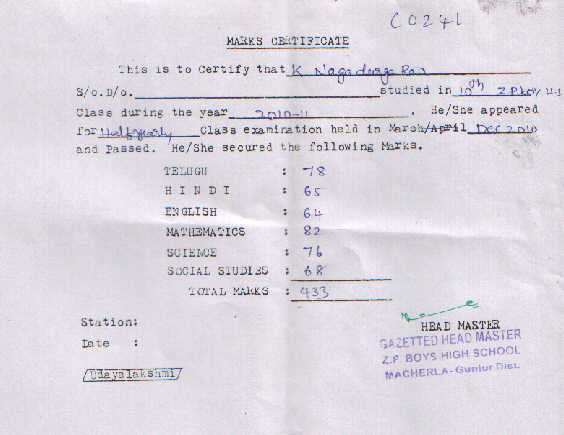 C0241
MARKS CERTIFICATE
This is to Certify that K Naga durga Rao
S/o.D/o. studied in 10th
Class during the year 2010-11 . He/She appeared
for Halfyearly Class examination held in March/April Dec 2010
and Passed. He/She secured the following Marks.
TELUGU : 78
H I N D I : 65
ENGLISH : 64
MATHEMATICS : 82
SCIENCE : 76
SOCIAL STUDIES : 68
TOTAL MARKS : 433
Station:
HEAD MASTER
Date :
GAZETTED HEAD MASTER
Z.P. BOYS HIGH SCHOOL
MACHERLA - Guntur Dist.
/Udayalakshmi/